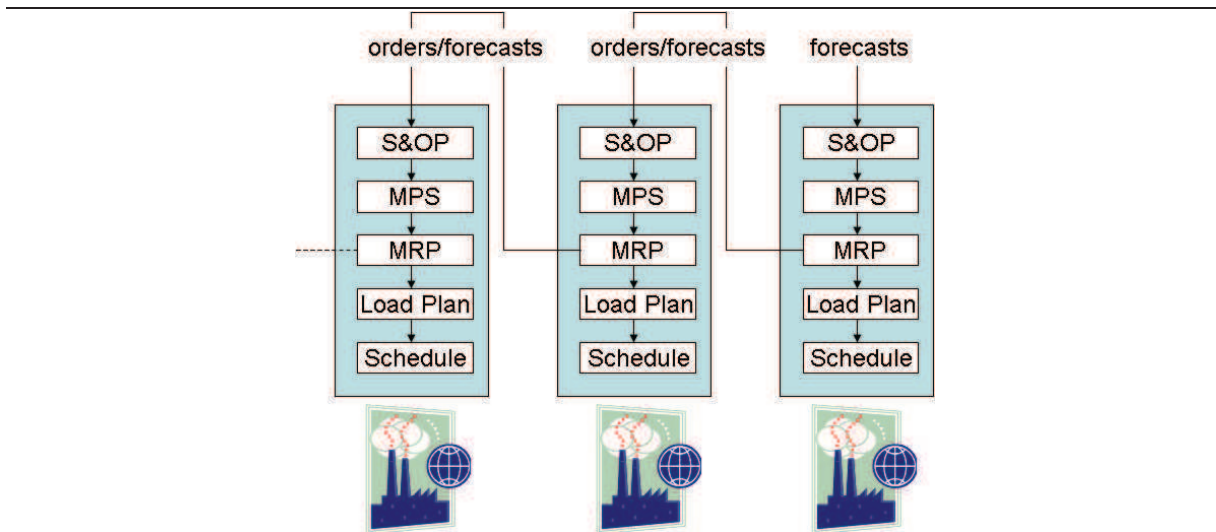 orders/forecasts
orders/forecasts
forecasts
S&OP
MPS
MRP
Load Plan
Schedule
S&OP
MPS
MRP
Load Plan
Schedule
S&OP
MPS
MRP
Load Plan
Schedule